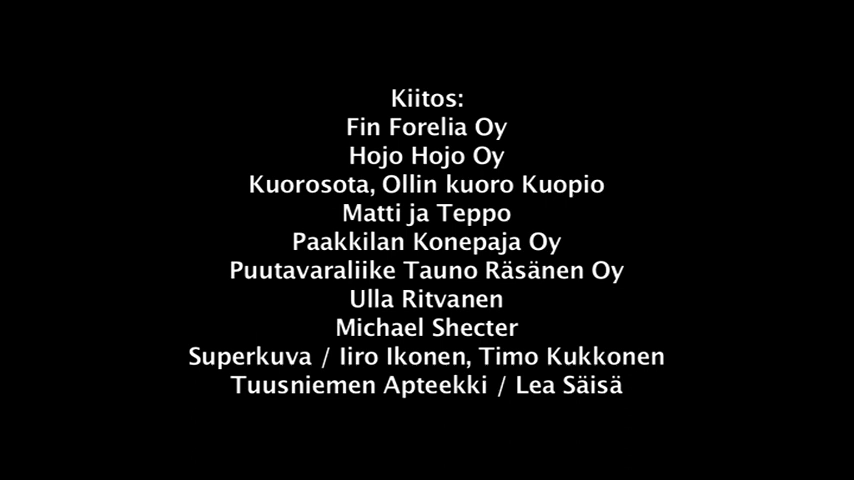 Kiitos:
Fin Forelia Oy
Hojo Hojo Oy
Kuorosota, Ollin kuoro Kuopio
Matti ja Teppo
Paakkilan Konepaja Oy
Puutavaraliike Tauno Räsänen Oy
Ulla Ritvanen
Michael Shecter
Superkuva / Iiro Ikonen, Timo Kukkonen
Tuusniemen Apteekki / Lea Säisä